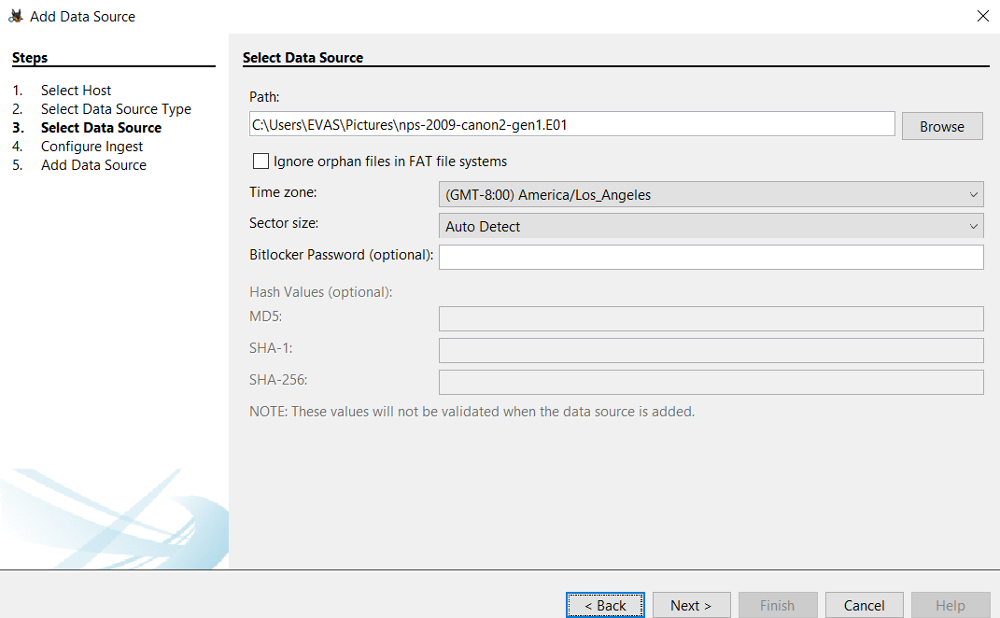 Add Data Source
Steps
1. Select Host
2. Select Data Source Type
3. Select Data Source
4. Configure Ingest
5. Add Data Source
Select Data Source
Path:
C:\Users\EVAS\Pictures\nps-2009-canon2-gen1.E01
Browse
Ignore orphan files in FAT file systems
Time zone: (GMT-8:00) America/Los_Angeles
Sector size: Auto Detect
Bitlocker Password (optional):
Hash Values (optional):
MD5:
SHA-1:
SHA-256:
NOTE: These values will not be validated when the data source is added.
< Back Next > Finish Cancel Help